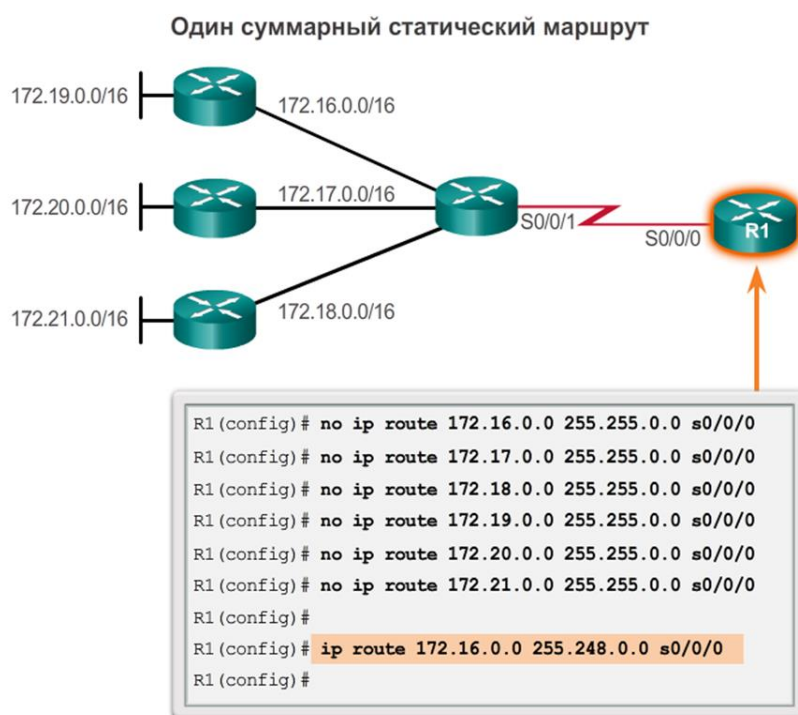 Один суммарный статический маршрут
172.19.0.0/16
172.16.0.0/16
172.20.0.0/16
172.17.0.0/16
S0/0/1
S0/0/0
R1
172.21.0.0/16
172.18.0.0/16
R1(config)# no ip route 172.16.0.0 255.255.0.0 s0/0/0
R1(config)# no ip route 172.17.0.0 255.255.0.0 s0/0/0
R1(config)# no ip route 172.18.0.0 255.255.0.0 s0/0/0
R1(config)# no ip route 172.19.0.0 255.255.0.0 s0/0/0
R1(config)# no ip route 172.20.0.0 255.255.0.0 s0/0/0
R1(config)# no ip route 172.21.0.0 255.255.0.0 s0/0/0
R1(config)#
R1(config)# ip route 172.16.0.0 255.248.0.0 s0/0/0
R1(config)#